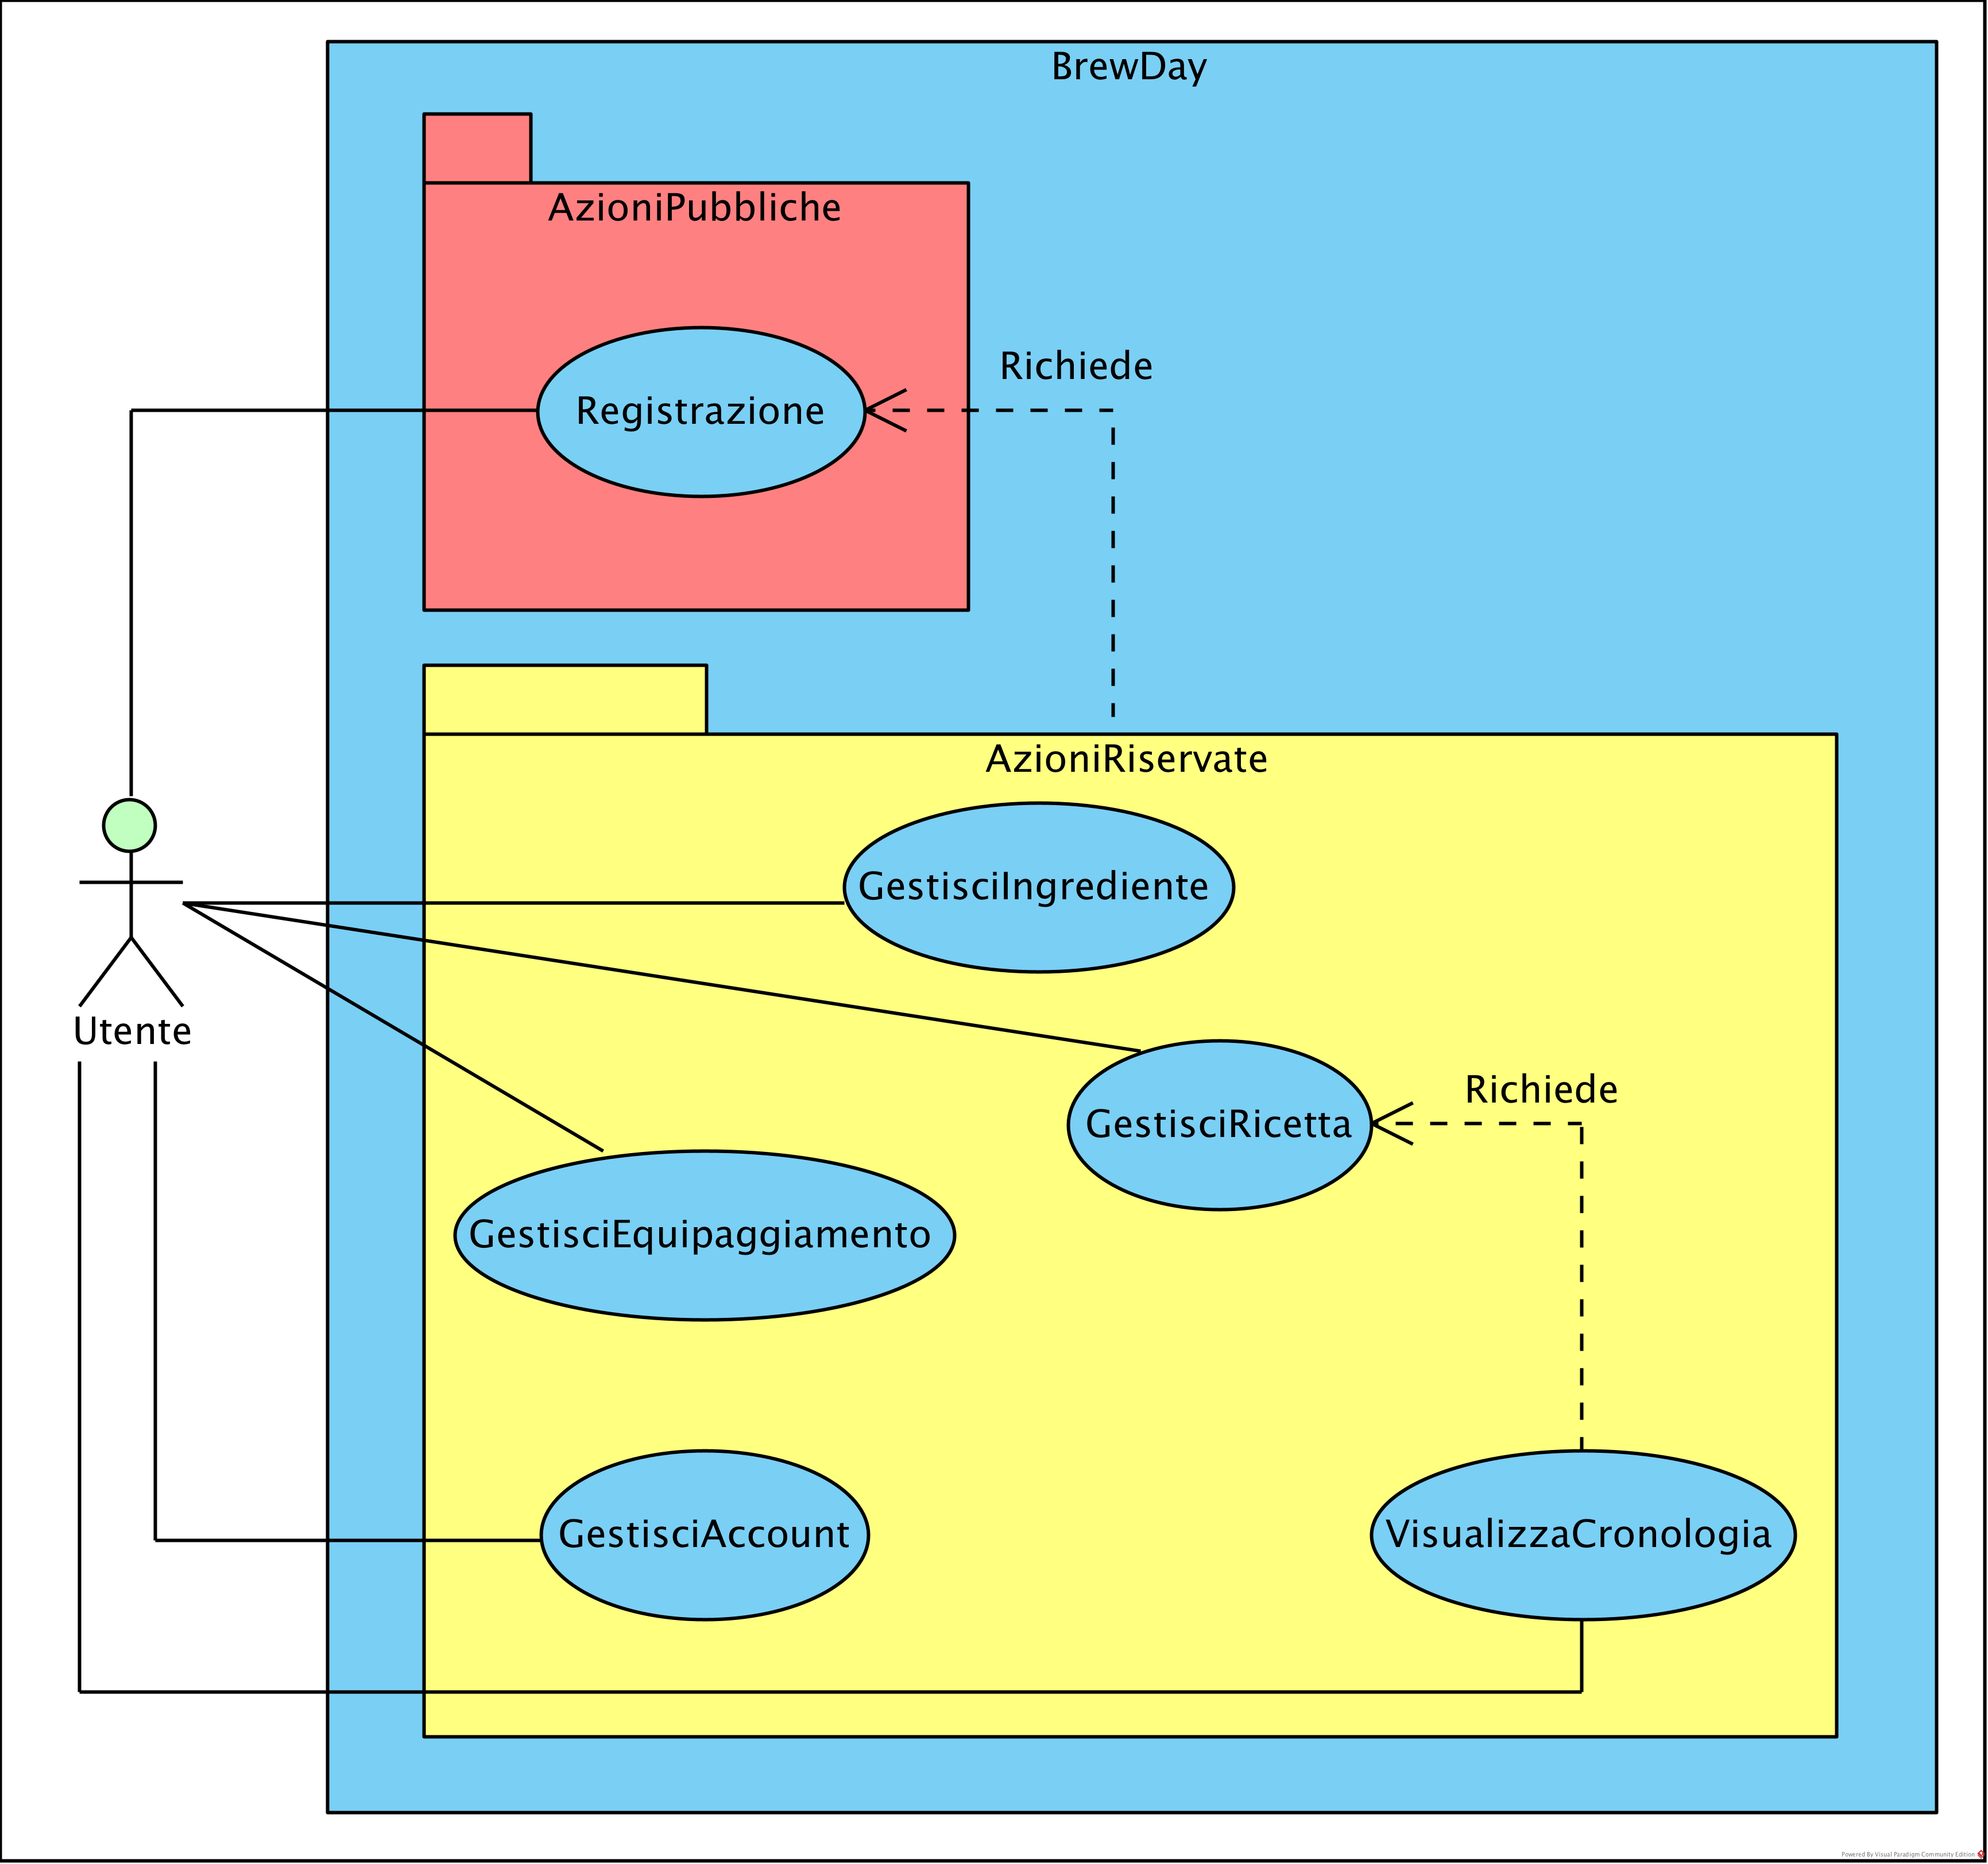 BrewDay
AzioniPubbliche
Richiede
Registrazione
AzioniRiservate
GestisciIngrediente
Utente
Richiede
GestisciRicetta
GestisciEquipaggiamento
GestisciAccount
VisualizzaCronologia
Powered By Visual Paradigm Community Edition